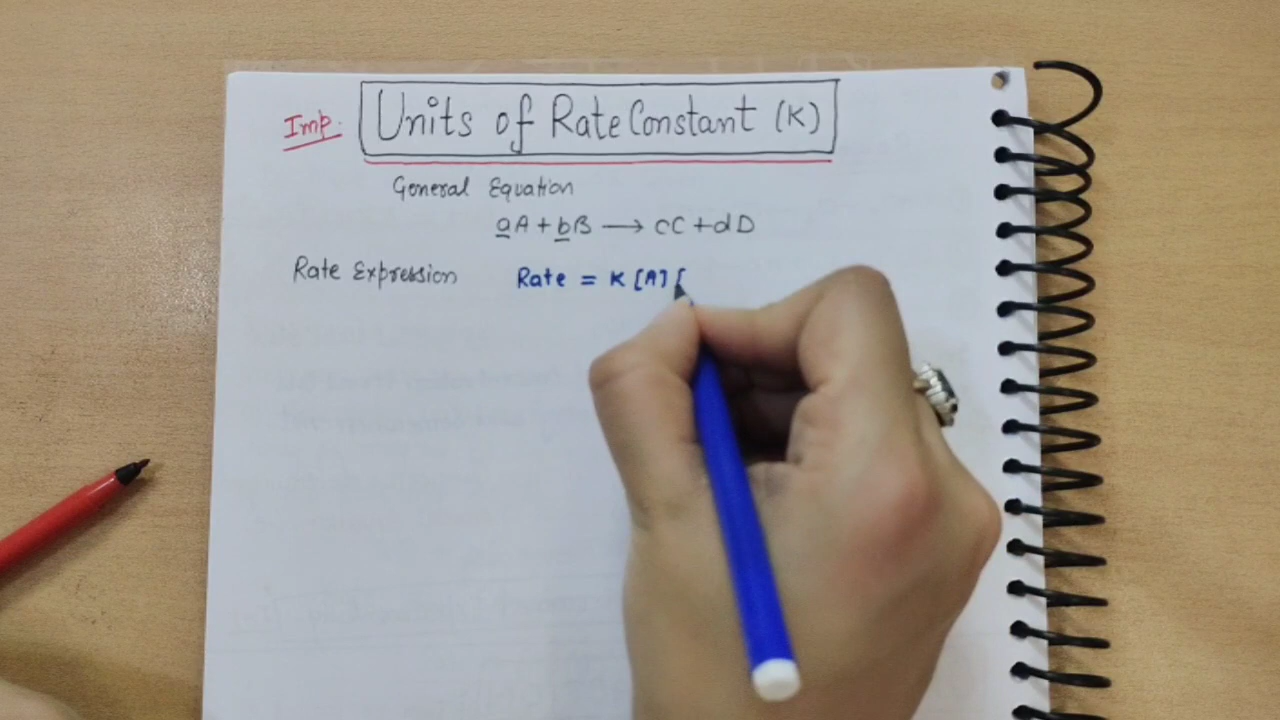 Imp. Units of Rate Constant (K)
General Equation
aA + bB → cC + dD
Rate Expression Rate = K [A] [